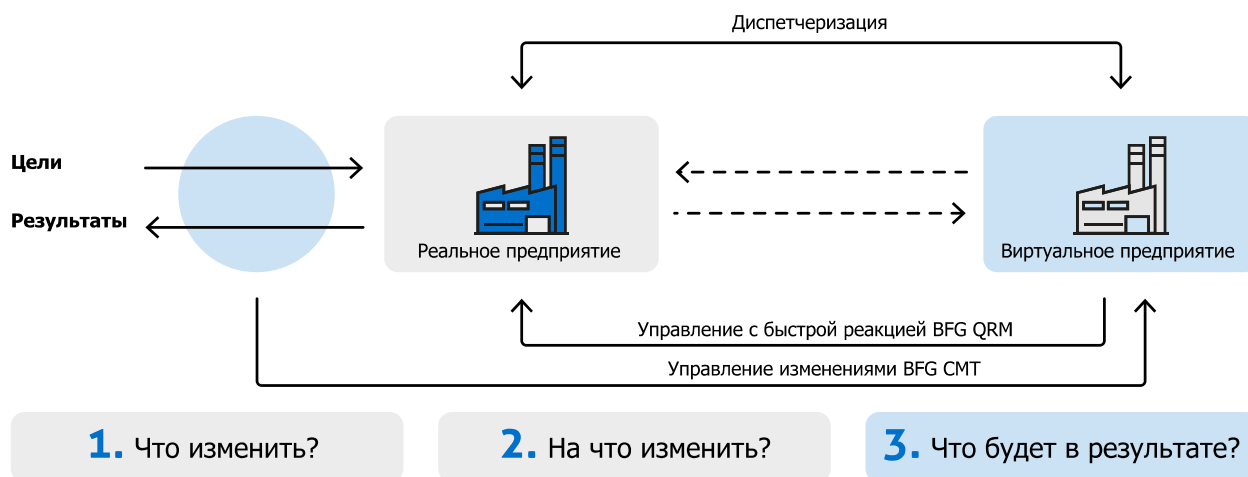 Диспетчеризация
Цели
Результаты
Реальное предприятие
Виртуальное предприятие
Управление с быстрой реакцией BFG QRM
Управление изменениями BFG CMT
1. Что изменить?
2. На что изменить?
3. Что будет в результате?